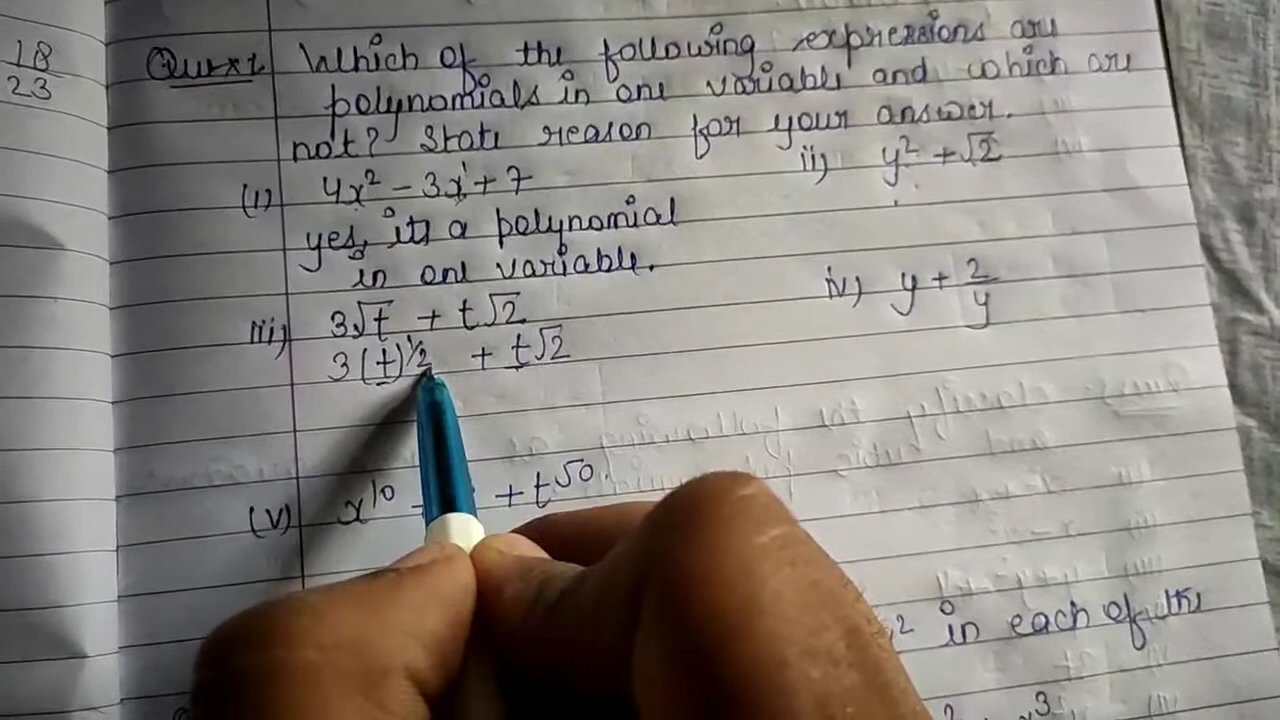 18
23
Ques1 Which of the following expressions are
polynomials in one variable and which are
not? State reason for your answer.
(i) 4x² - 3x¹ + 7 ii) y² + √2
yes, its a polynomial
in one variable.
iii) 3√t + t√2 iv) y + 2/y
3(t)^1/2 + t√2
(v) x¹⁰ + t⁵⁰.
² in each of the